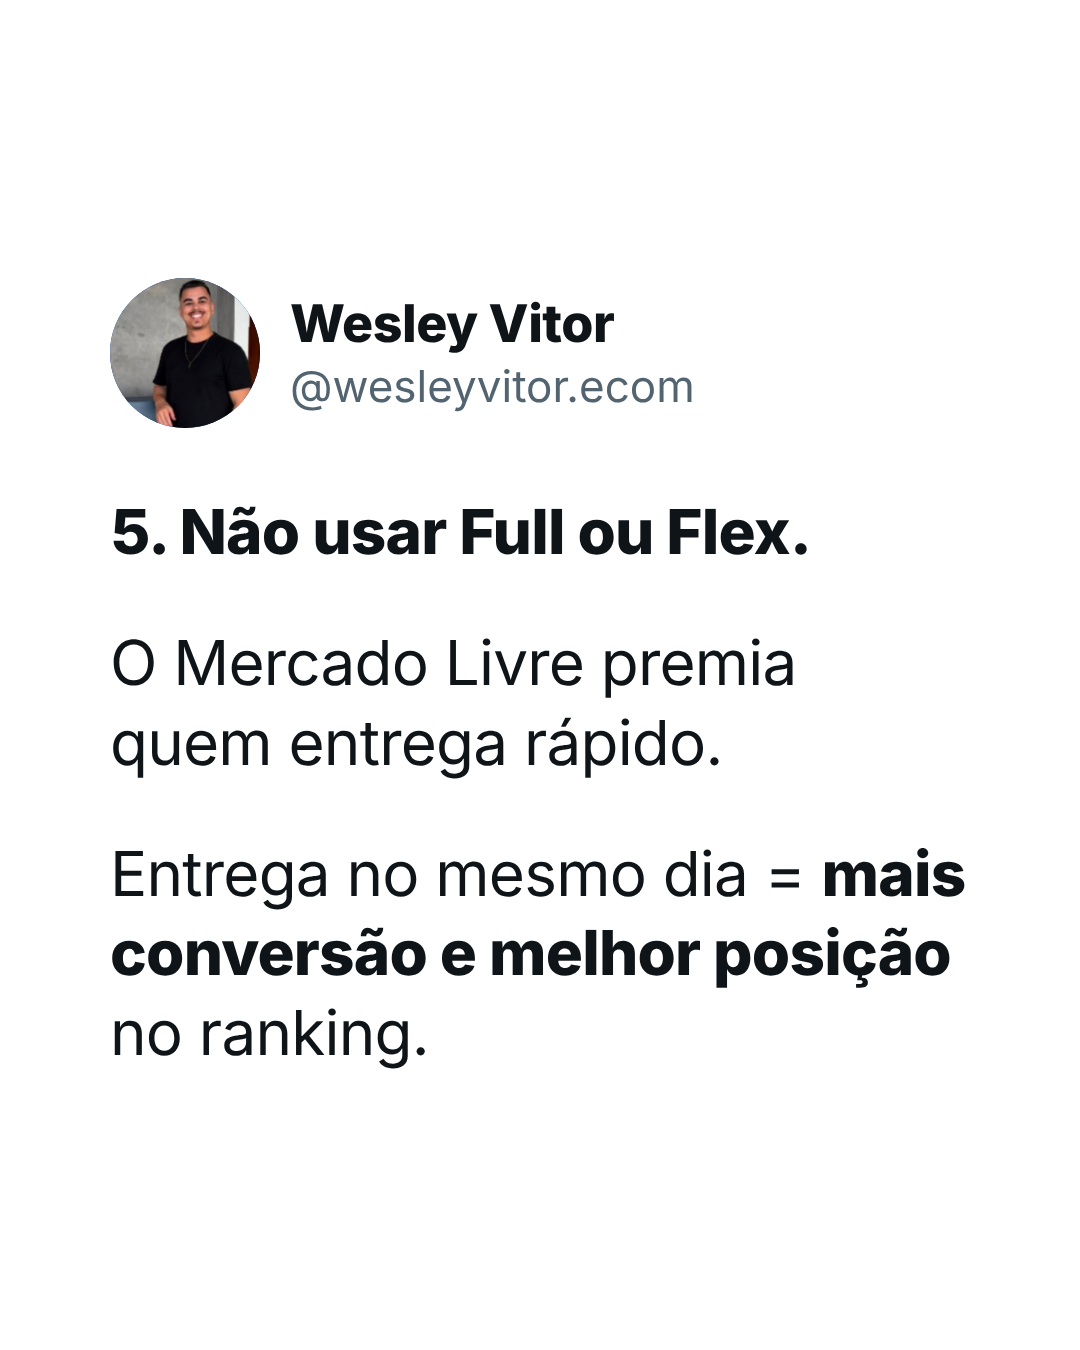 Wesley Vitor
@wesleyvitor.ecom
5. Não usar Full ou Flex.
O Mercado Livre premia
quem entrega rápido.
Entrega no mesmo dia = mais
conversão e melhor posição
no ranking.